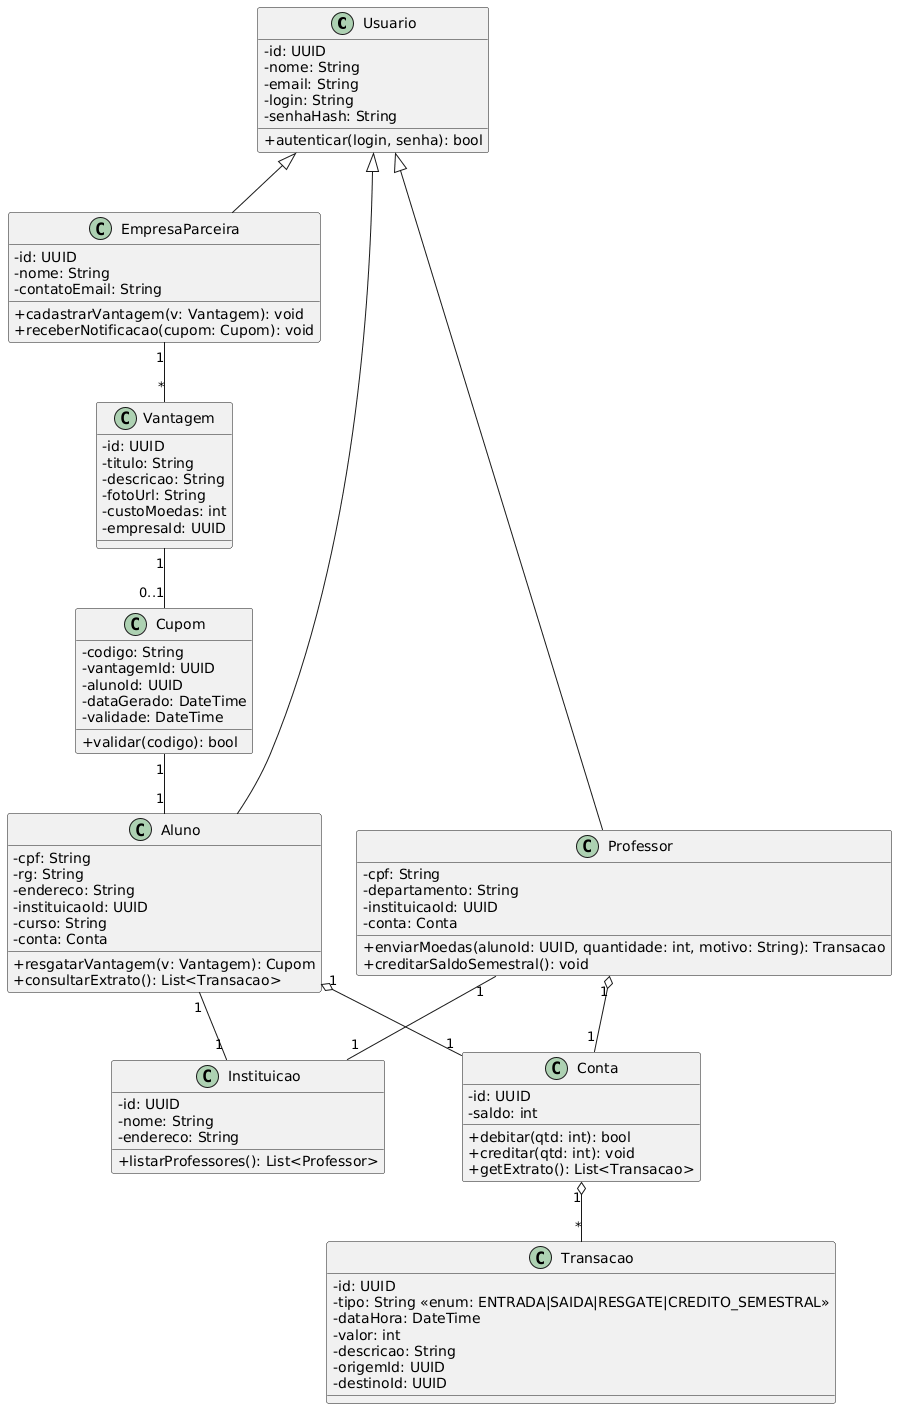 C Usuario
-id: UUID
-nome: String
-email: String
-login: String
-senhaHash: String
+autenticar(login, senha): bool
C EmpresaParceira
-id: UUID
-nome: String
-contatoEmail: String
+cadastrarVantagem(v: Vantagem): void
+receberNotificacao(cupom: Cupom): void
1
*
C Vantagem
-id: UUID
-titulo: String
-descricao: String
-fotoUrl: String
-custoMoedas: int
-empresaId: UUID
1
0..1
C Cupom
-codigo: String
-vantagemId: UUID
-alunoId: UUID
-dataGerado: DateTime
-validade: DateTime
+validar(codigo): bool
1
1
C Aluno
-cpf: String
-rg: String
-endereco: String
-instituicaoId: UUID
-curso: String
-conta: Conta
+resgatarVantagem(v: Vantagem): Cupom
+consultarExtrato(): List<Transacao>
C Professor
-cpf: String
-departamento: String
-instituicaoId: UUID
-conta: Conta
+enviarMoedas(alunoId: UUID, quantidade: int, motivo: String): Transacao
+creditarSaldoSemestral(): void
1
1
1
1
1
1
1
1
C Instituicao
-id: UUID
-nome: String
-endereco: String
+listarProfessores(): List<Professor>
C Conta
-id: UUID
-saldo: int
+debitar(qtd: int): bool
+creditar(qtd: int): void
+getExtrato(): List<Transacao>
1
*
C Transacao
-id: UUID
-tipo: String «enum: ENTRADA|SAIDA|RESGATE|CREDITO_SEMESTRAL»
-dataHora: DateTime
-valor: int
-descricao: String
-origemId: UUID
-destinoId: UUID